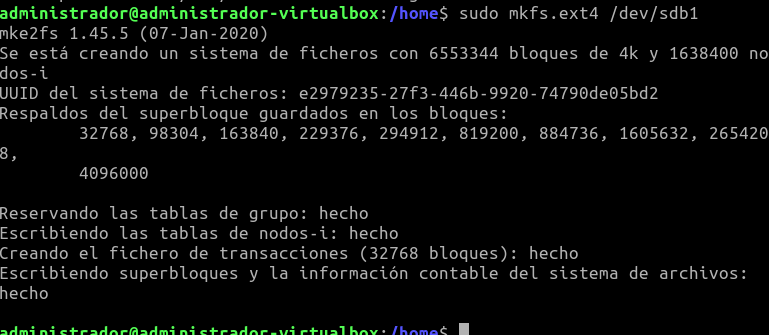 administrador@administrador-virtualbox:/home$ sudo mkfs.ext4 /dev/sdb1
mke2fs 1.45.5 (07-Jan-2020)
Se está creando un sistema de ficheros con 6553344 bloques de 4k y 1638400 no
dos-i
UUID del sistema de ficheros: e2979235-27f3-446b-9920-74790de05bd2
Respaldos del superbloque guardados en los bloques:
        32768, 98304, 163840, 229376, 294912, 819200, 884736, 1605632, 265420
8,
        4096000

Reservando las tablas de grupo: hecho
Escribiendo las tablas de nodos-i: hecho
Creando el fichero de transacciones (32768 bloques): hecho
Escribiendo superbloques y la información contable del sistema de archivos:
hecho

administrador@administrador-virtualbox:/home$